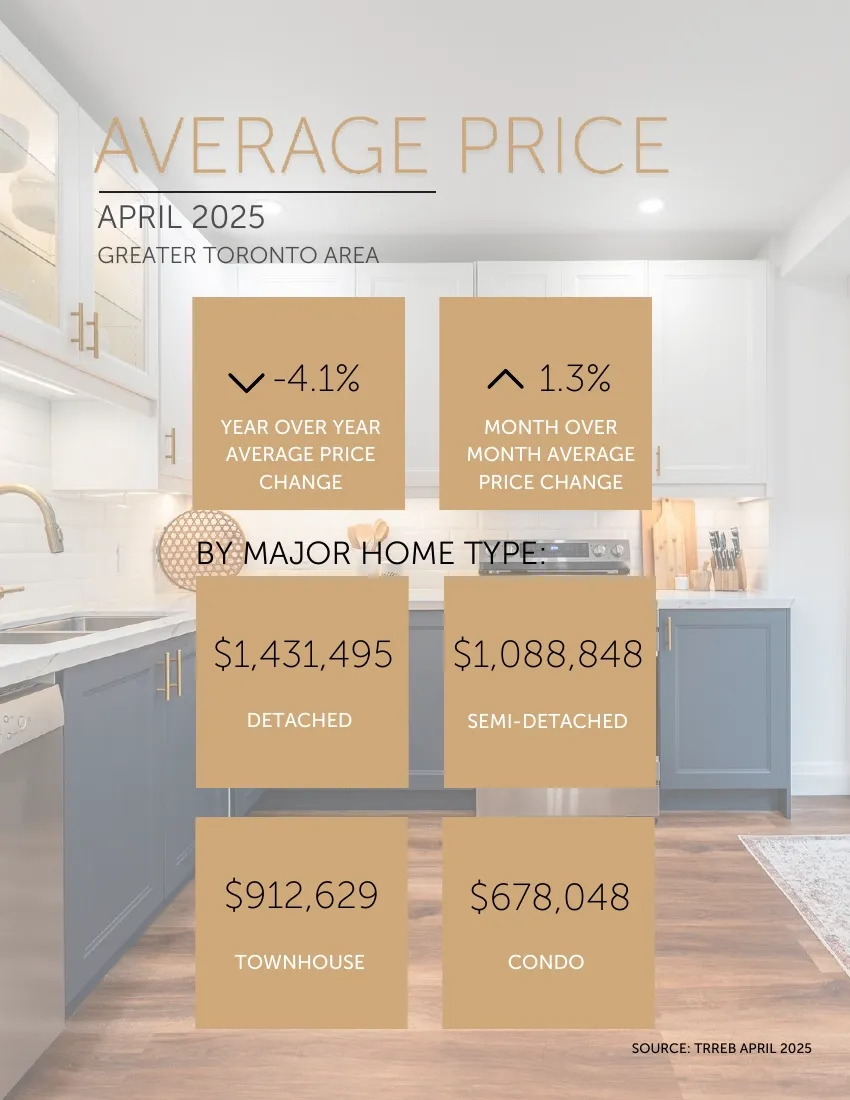 AVERAGE PRICE
APRIL 2025
GREATER TORONTO AREA
-4.1%
YEAR OVER YEAR
AVERAGE PRICE
CHANGE
1.3%
MONTH OVER
MONTH AVERAGE
PRICE CHANGE
BY MAJOR HOME TYPE:
$1,431,495
DETACHED
$1,088,848
SEMI-DETACHED
$912,629
TOWNHOUSE
$678,048
CONDO
SOURCE: TRREB APRIL 2025